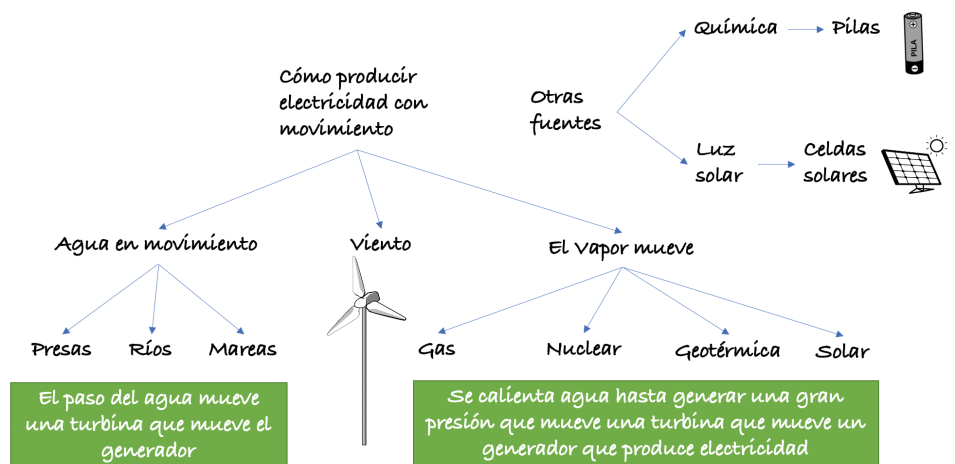 Cómo producir
electricidad con
movimiento
Agua en movimiento
Viento
El Vapor mueve
Presas
Ríos
Mareas
Gas
Nuclear
Geotérmica
Solar
El paso del agua mueve
una turbina que mueve el
generador
Se calienta agua hasta generar una gran
presión que mueve una turbina que mueve un
generador que produce electricidad
Otras
fuentes
Química
Pilas
PILA
Luz
solar
Celdas
solares